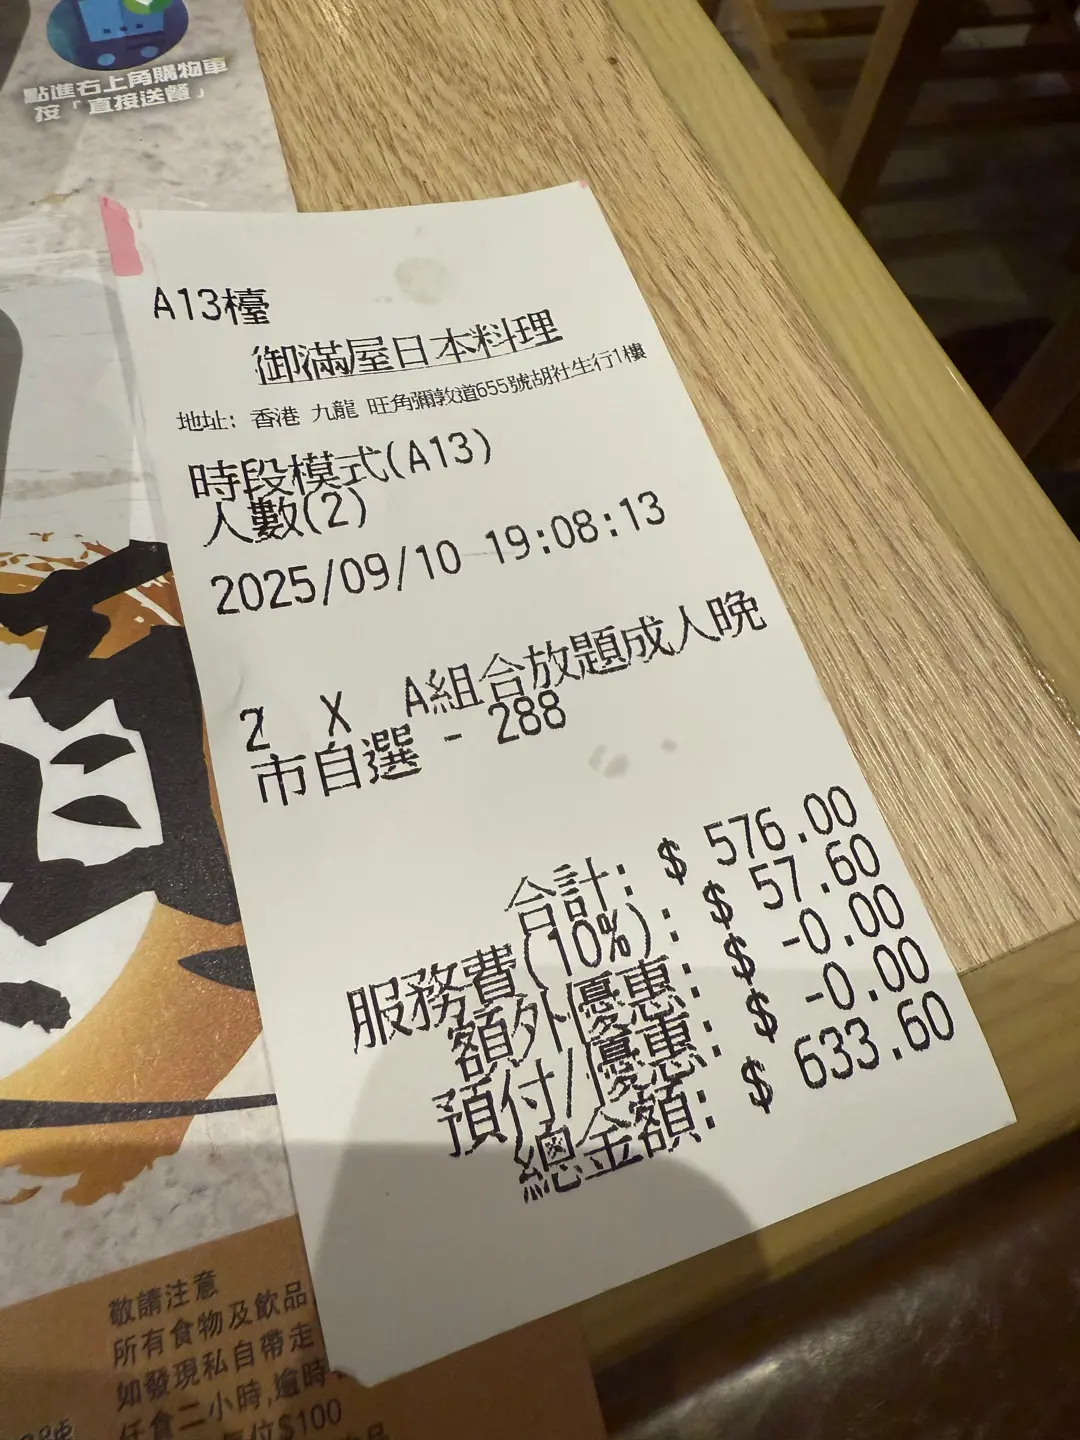 點進右上角購物車
按「直接送餐」
A13檯
御滿屋日本料理
地址: 香港 九龍 旺角彌敦道655號胡社生行1樓
時段模式(A13)
人數(2)
2025/09/10 19:08:13
2 X A組合放題成人晚
市自選 - 288
合計: $ 576.00
服務費(10%): $ 57.60
額外優惠: $ -0.00
預付/優惠: $ -0.00
總金額: $ 633.60
敬請注意
所有食物及飲品
如發現私自帶走
任食二小時,逾時
位$100